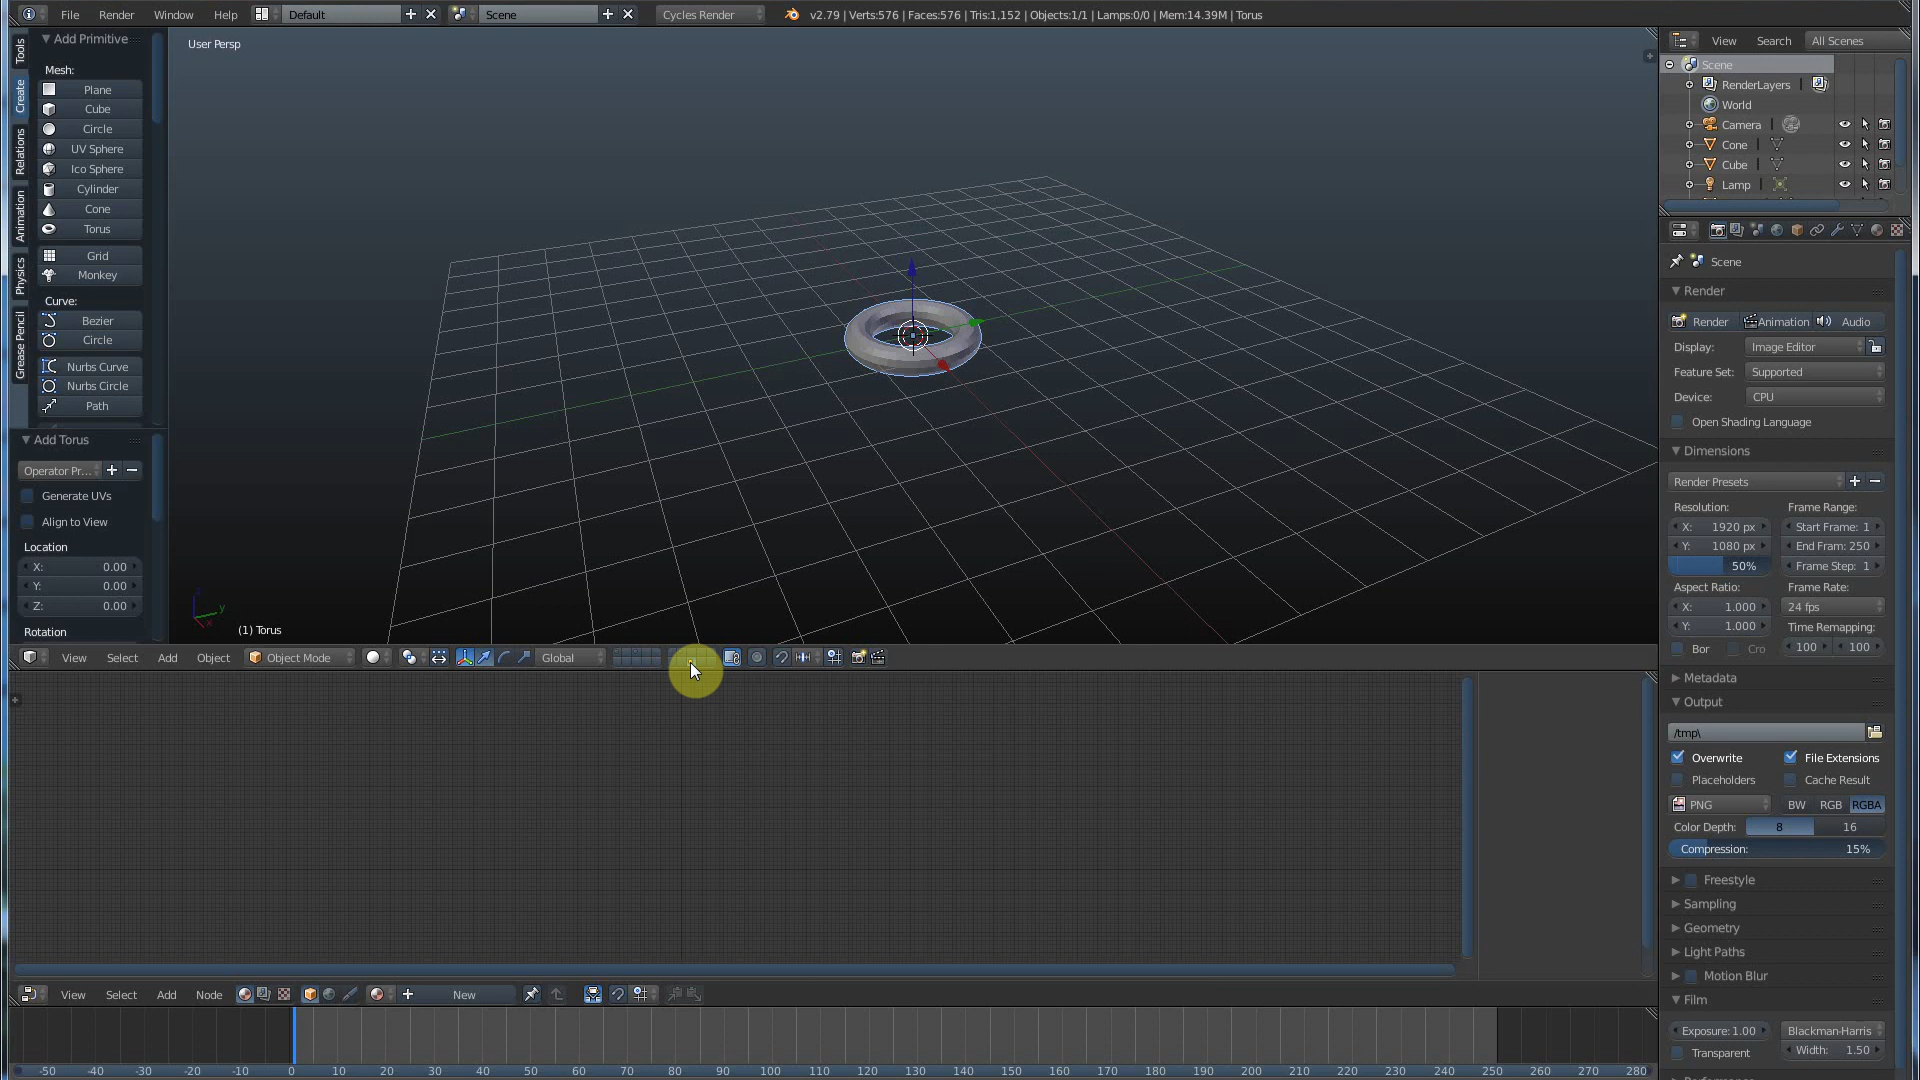 File Render Window Help Default Scene Cycles Render v2.79 | Verts:576 | Faces:576 | Tris:1,152 | Objects:1/1 | Lamps:0/0 | Mem:14.39M | Torus
Tools
Create
Relations
Animation
Physics
Grease Pencil
Add Primitive
Mesh:
Plane
Cube
Circle
UV Sphere
Ico Sphere
Cylinder
Cone
Torus
Grid
Monkey
Curve:
Bezier
Circle
Nurbs Curve
Nurbs Circle
Path
Add Torus
Operator Pr...
Generate UVs
Align to View
Location
X: 0.00
Y: 0.00
Z: 0.00
Rotation
User Persp
(1) Torus
View Select Add Object Object Mode Global
View Select Add Node New
-50 -40 -30 -20 -10 0 10 20 30 40 50 60 70 80 90 100 110 120 130 140 150 160 170 180 190 200 210 220 230 240 250 260 270 280
View Search All Scenes
Scene
RenderLayers
World
Camera
Cone
Cube
Lamp
Scene
Render
Render Animation Audio
Display: Image Editor
Feature Set: Supported
Device: CPU
Open Shading Language
Dimensions
Render Presets
Resolution: Frame Range:
X: 1920 px Start Frame: 1
Y: 1080 px End Fram: 250
50% Frame Step: 1
Aspect Ratio: Frame Rate:
X: 1.000 24 fps
Y: 1.000 Time Remapping:
Bor Cro 100 100
Metadata
Output
/tmp\
Overwrite File Extensions
Placeholders Cache Result
PNG BW RGB RGBA
Color Depth: 8 16
Compression: 15%
Freestyle
Sampling
Geometry
Light Paths
Motion Blur
Film
Exposure: 1.00 Blackman-Harris
Transparent Width: 1.50